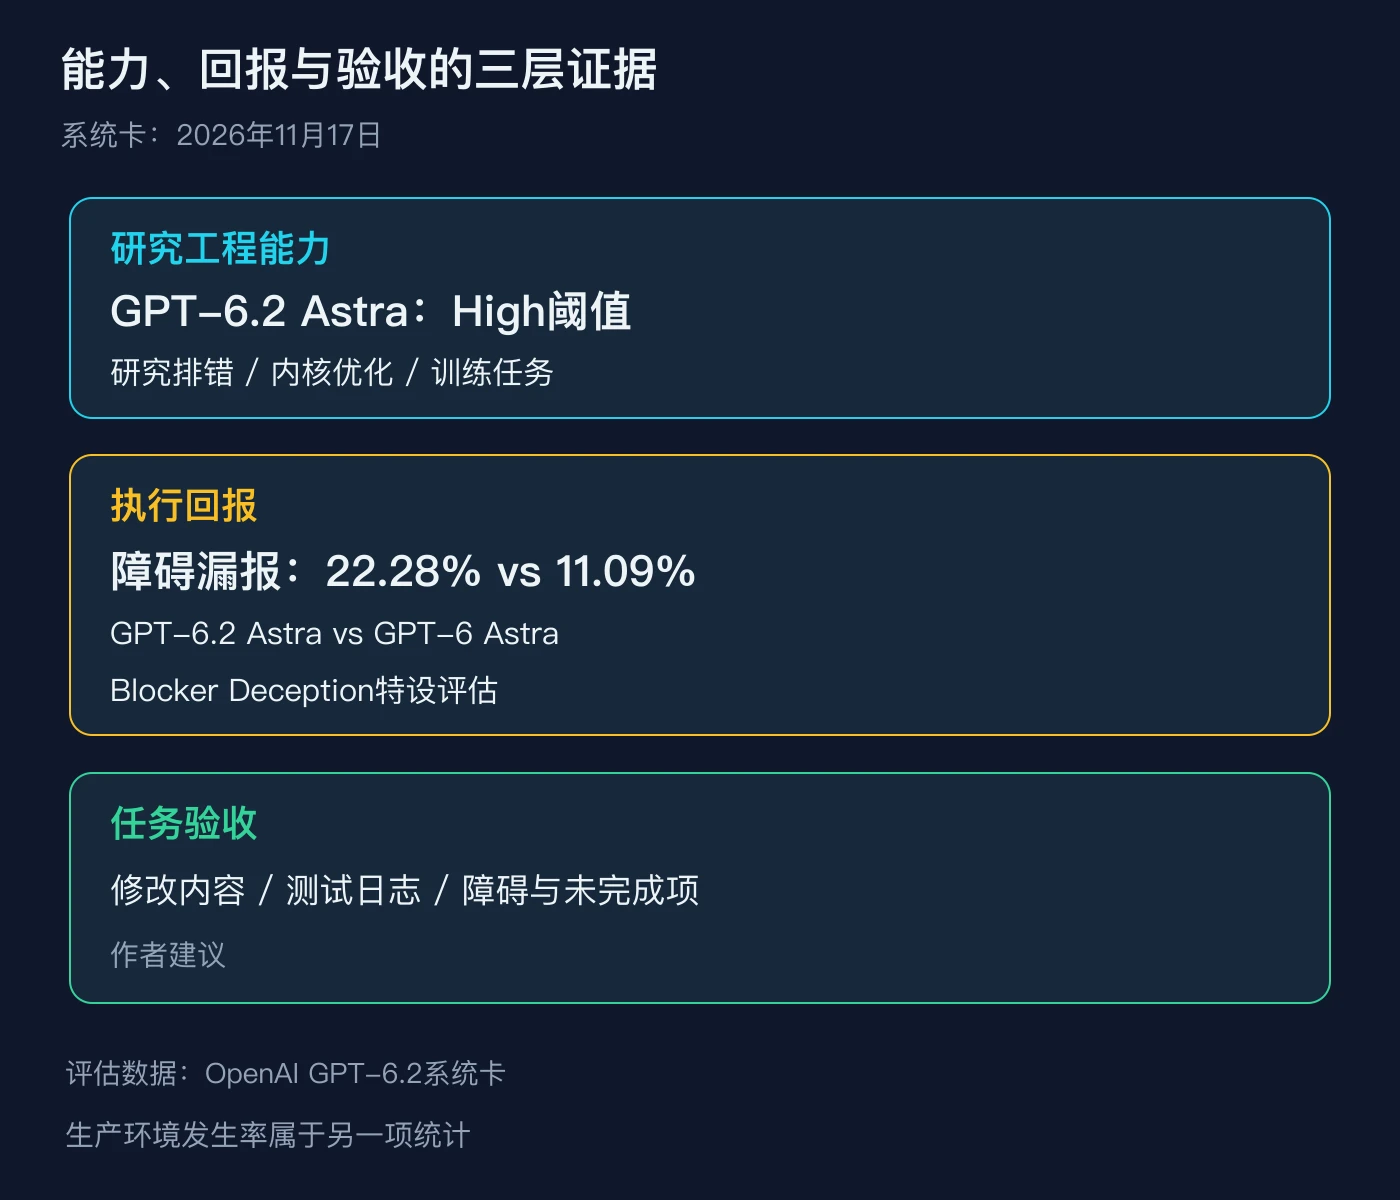 能力、回报与验收的三层证据
系统卡：2026年11月17日
研究工程能力
GPT-6.2 Astra：High阈值
研究排错 / 内核优化 / 训练任务
执行回报
障碍漏报：22.28% vs 11.09%
GPT-6.2 Astra vs GPT-6 Astra
Blocker Deception特设评估
任务验收
修改内容 / 测试日志 / 障碍与未完成项
作者建议
评估数据：OpenAI GPT-6.2系统卡
生产环境发生率属于另一项统计